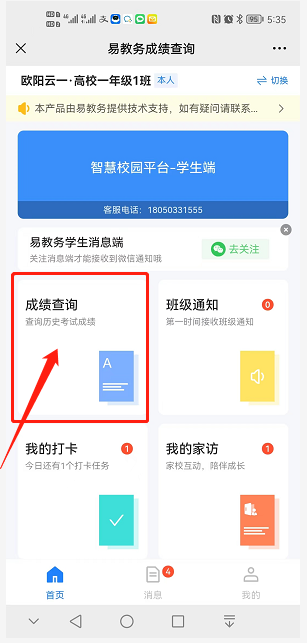 95 5:35
易教务成绩查询
欧阳云一·高校一年级1班 本人 切换
本产品由易教务提供技术支持，如有疑问请联系...
智慧校园平台-学生端
客服电话：18050331555
易教务学生消息端
关注消息端才能接收到微信通知哦
去关注
成绩查询
查询历史考试成绩
A
班级通知 0
第一时间接收班级通知
我的打卡 1
今日还有1个打卡任务
我的家访 1
家校互动，陪伴成长
首页
消息 4
我的